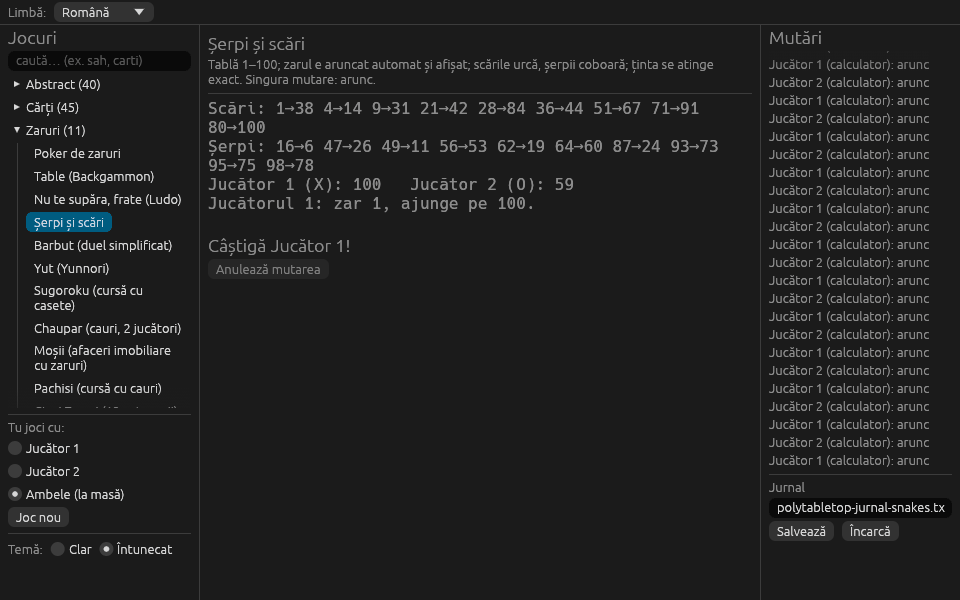 Limbă: Română
Jocuri
caută… (ex. sah, carti)
Abstract (40)
Cărți (45)
Zaruri (11)
Poker de zaruri
Table (Backgammon)
Nu te supăra, frate (Ludo)
Șerpi și scări
Barbut (duel simplificat)
Yut (Yunnori)
Sugoroku (cursă cu
casete)
Chaupar (cauri, 2 jucători)
Moșii (afaceri imobiliare
cu zaruri)
Pachisi (cursă cu cauri)
Tu joci cu:
Jucător 1
Jucător 2
Ambele (la masă)
Joc nou
Temă: Clar Întunecat
Șerpi și scări
Tablă 1–100; zarul e aruncat automat și afișat; scările urcă, șerpii coboară; ținta se atinge
exact. Singura mutare: arunc.
Scări: 1→38 4→14 9→31 21→42 28→84 36→44 51→67 71→91
80→100
Șerpi: 16→6 47→26 49→11 56→53 62→19 64→60 87→24 93→73
95→75 98→78
Jucător 1 (X): 100 Jucător 2 (O): 59
Jucătorul 1: zar 1, ajunge pe 100.
Câștigă Jucător 1!
Anulează mutarea
Mutări
Jucător 1 (calculator): arunc
Jucător 2 (calculator): arunc
Jucător 1 (calculator): arunc
Jucător 2 (calculator): arunc
Jucător 1 (calculator): arunc
Jucător 2 (calculator): arunc
Jucător 1 (calculator): arunc
Jucător 2 (calculator): arunc
Jucător 1 (calculator): arunc
Jucător 2 (calculator): arunc
Jucător 1 (calculator): arunc
Jucător 2 (calculator): arunc
Jucător 1 (calculator): arunc
Jucător 2 (calculator): arunc
Jucător 1 (calculator): arunc
Jucător 2 (calculator): arunc
Jucător 1 (calculator): arunc
Jucător 2 (calculator): arunc
Jucător 1 (calculator): arunc
Jucător 2 (calculator): arunc
Jucător 1 (calculator): arunc
Jucător 2 (calculator): arunc
Jucător 1 (calculator): arunc
Jurnal
polytabletop-jurnal-snakes.tx
Salvează Încarcă